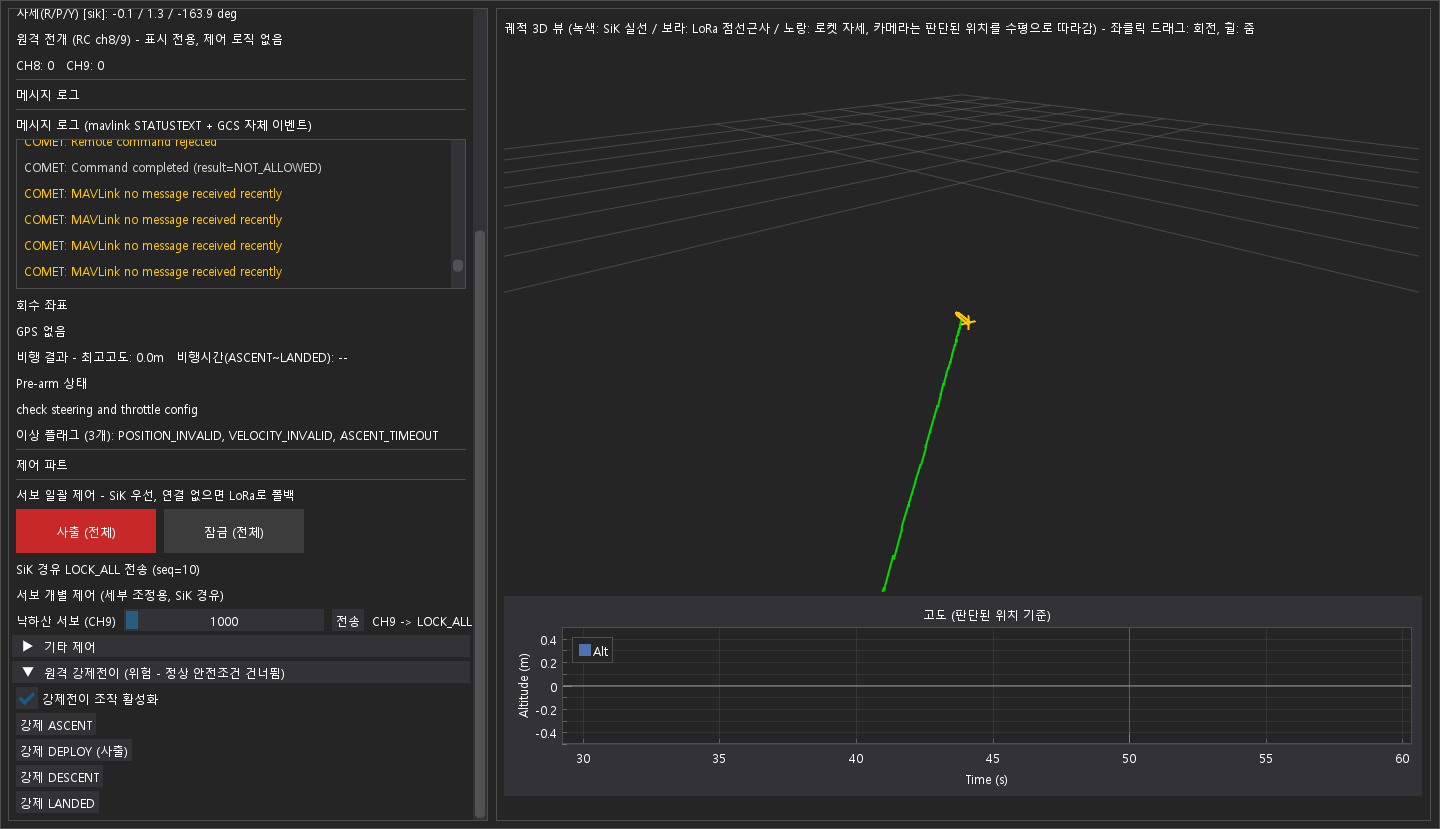 자세(R/P/Y) [sik]: -0.1 / 1.3 / -163.9 deg
원격 전개 (RC ch8/9) - 표시 전용, 제어 로직 없음
CH8: 0 CH9: 0
메시지 로그
메시지 로그 (mavlink STATUSTEXT + GCS 자체 이벤트)
COMET: Remote command rejected
COMET: Command completed (result=NOT_ALLOWED)
COMET: MAVLink no message received recently
COMET: MAVLink no message received recently
COMET: MAVLink no message received recently
COMET: MAVLink no message received recently
회수 좌표
GPS 없음
비행 결과 - 최고고도: 0.0m 비행시간(ASCENT~LANDED): --
Pre-arm 상태
check steering and throttle config
이상 플래그 (3개): POSITION_INVALID, VELOCITY_INVALID, ASCENT_TIMEOUT
제어 파트
서보 일괄 제어 - SiK 우선, 연결 없으면 LoRa로 폴백
사출 (전체) 잠금 (전체)
SiK 경유 LOCK_ALL 전송 (seq=10)
서보 개별 제어 (세부 조정용, SiK 경유)
낙하산 서보 (CH9) 1000 전송 CH9 -> LOCK_ALL
기타 제어
원격 강제전이 (위험 - 정상 안전조건 건너뜀)
강제전이 조작 활성화
강제 ASCENT
강제 DEPLOY (사출)
강제 DESCENT
강제 LANDED
궤적 3D 뷰 (녹색: SiK 실선 / 보라: LoRa 점선근사 / 노랑: 로켓 자세, 카메라는 판단된 위치를 수평으로 따라감) - 좌클릭 드래그: 회전, 휠: 줌
고도 (판단된 위치 기준)
Alt
Altitude (m)
0.4
0.2
0
-0.2
-0.4
30 35 40 45 50 55 60
Time (s)